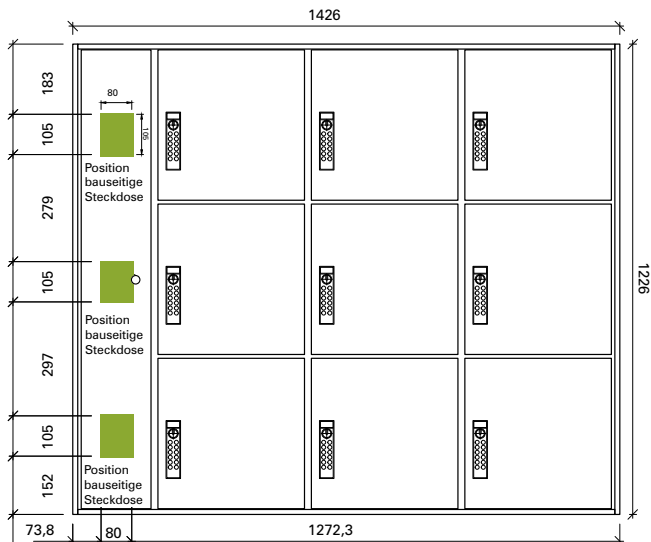 1426
183
80
105
105
Position
bauseitige
Steckdose
279
105
1226
Position
bauseitige
Steckdose
297
105
Position
bauseitige
Steckdose
152
73,8
80
1272,3